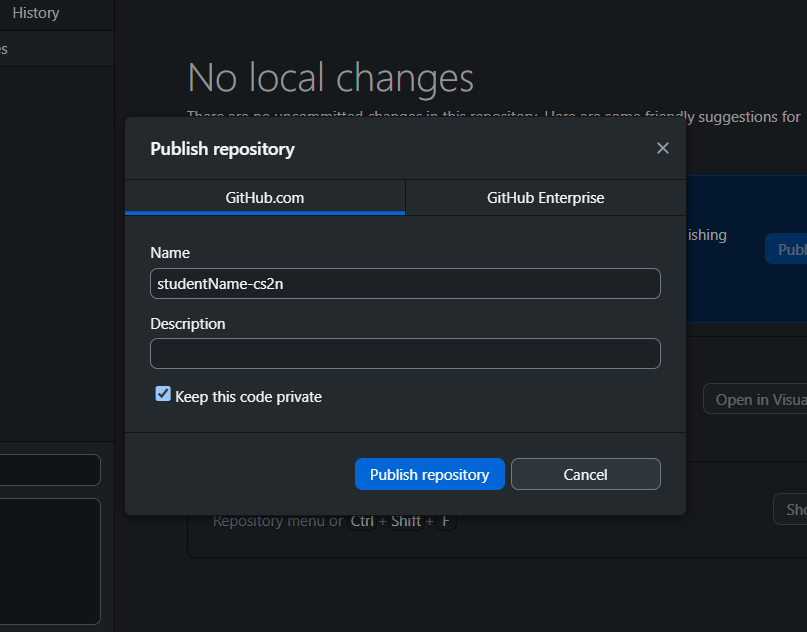 History
es
No local changes
There are no uncommitted changes in this repository. Here are some friendly suggestions for
Publish repository
GitHub.com
GitHub Enterprise
ishing
Publ
Name
studentName-cs2n
Description
Keep this code private
Open in Visua
Publish repository
Cancel
Repository menu or Ctrl + Shift + F
Sho